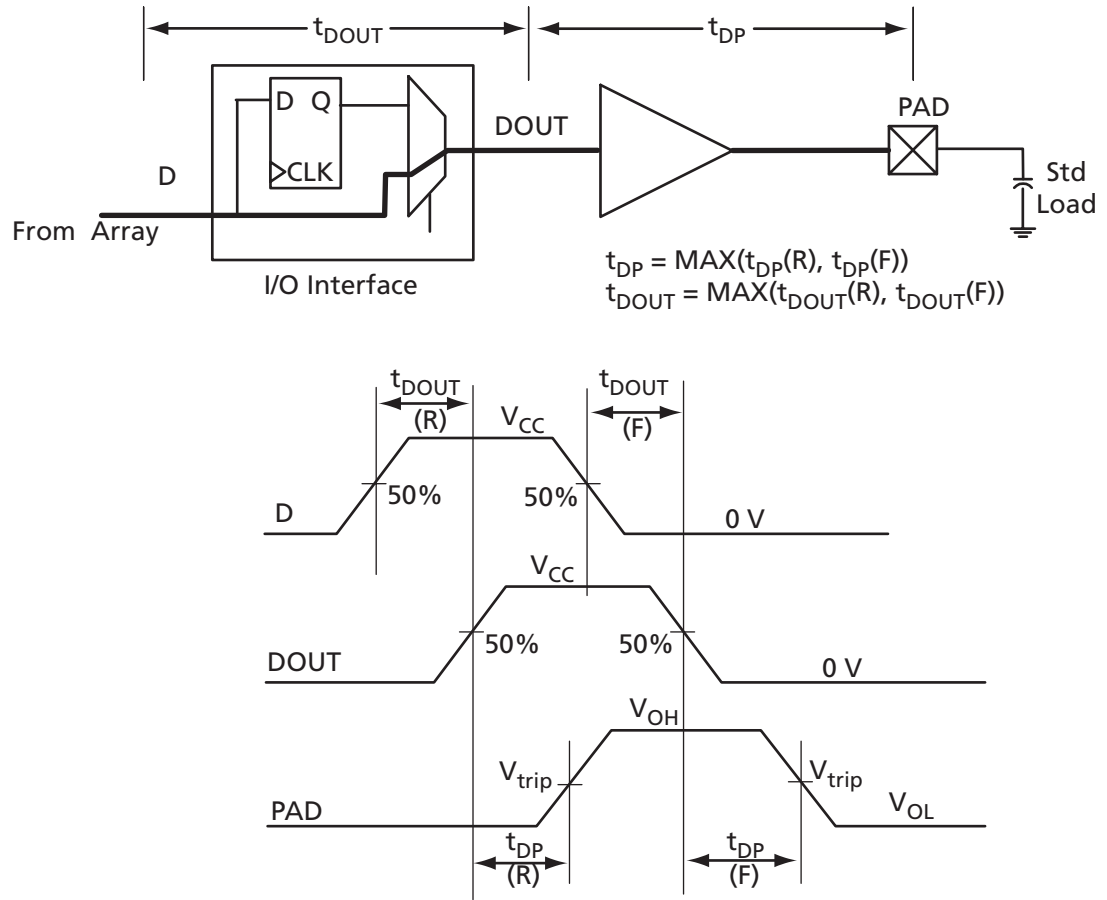 tDOUT
tDP
D Q
CLK
DOUT
PAD
D
From Array
Std
Load
I/O Interface
tDP = MAX(tDP(R), tDP(F))
tDOUT = MAX(tDOUT(R), tDOUT(F))
tDOUT
(R)
tDOUT
(F)
VCC
50%
50%
D
0 V
VCC
50%
50%
DOUT
0 V
VOH
Vtrip
Vtrip
PAD
VOL
tDP
(R)
tDP
(F)